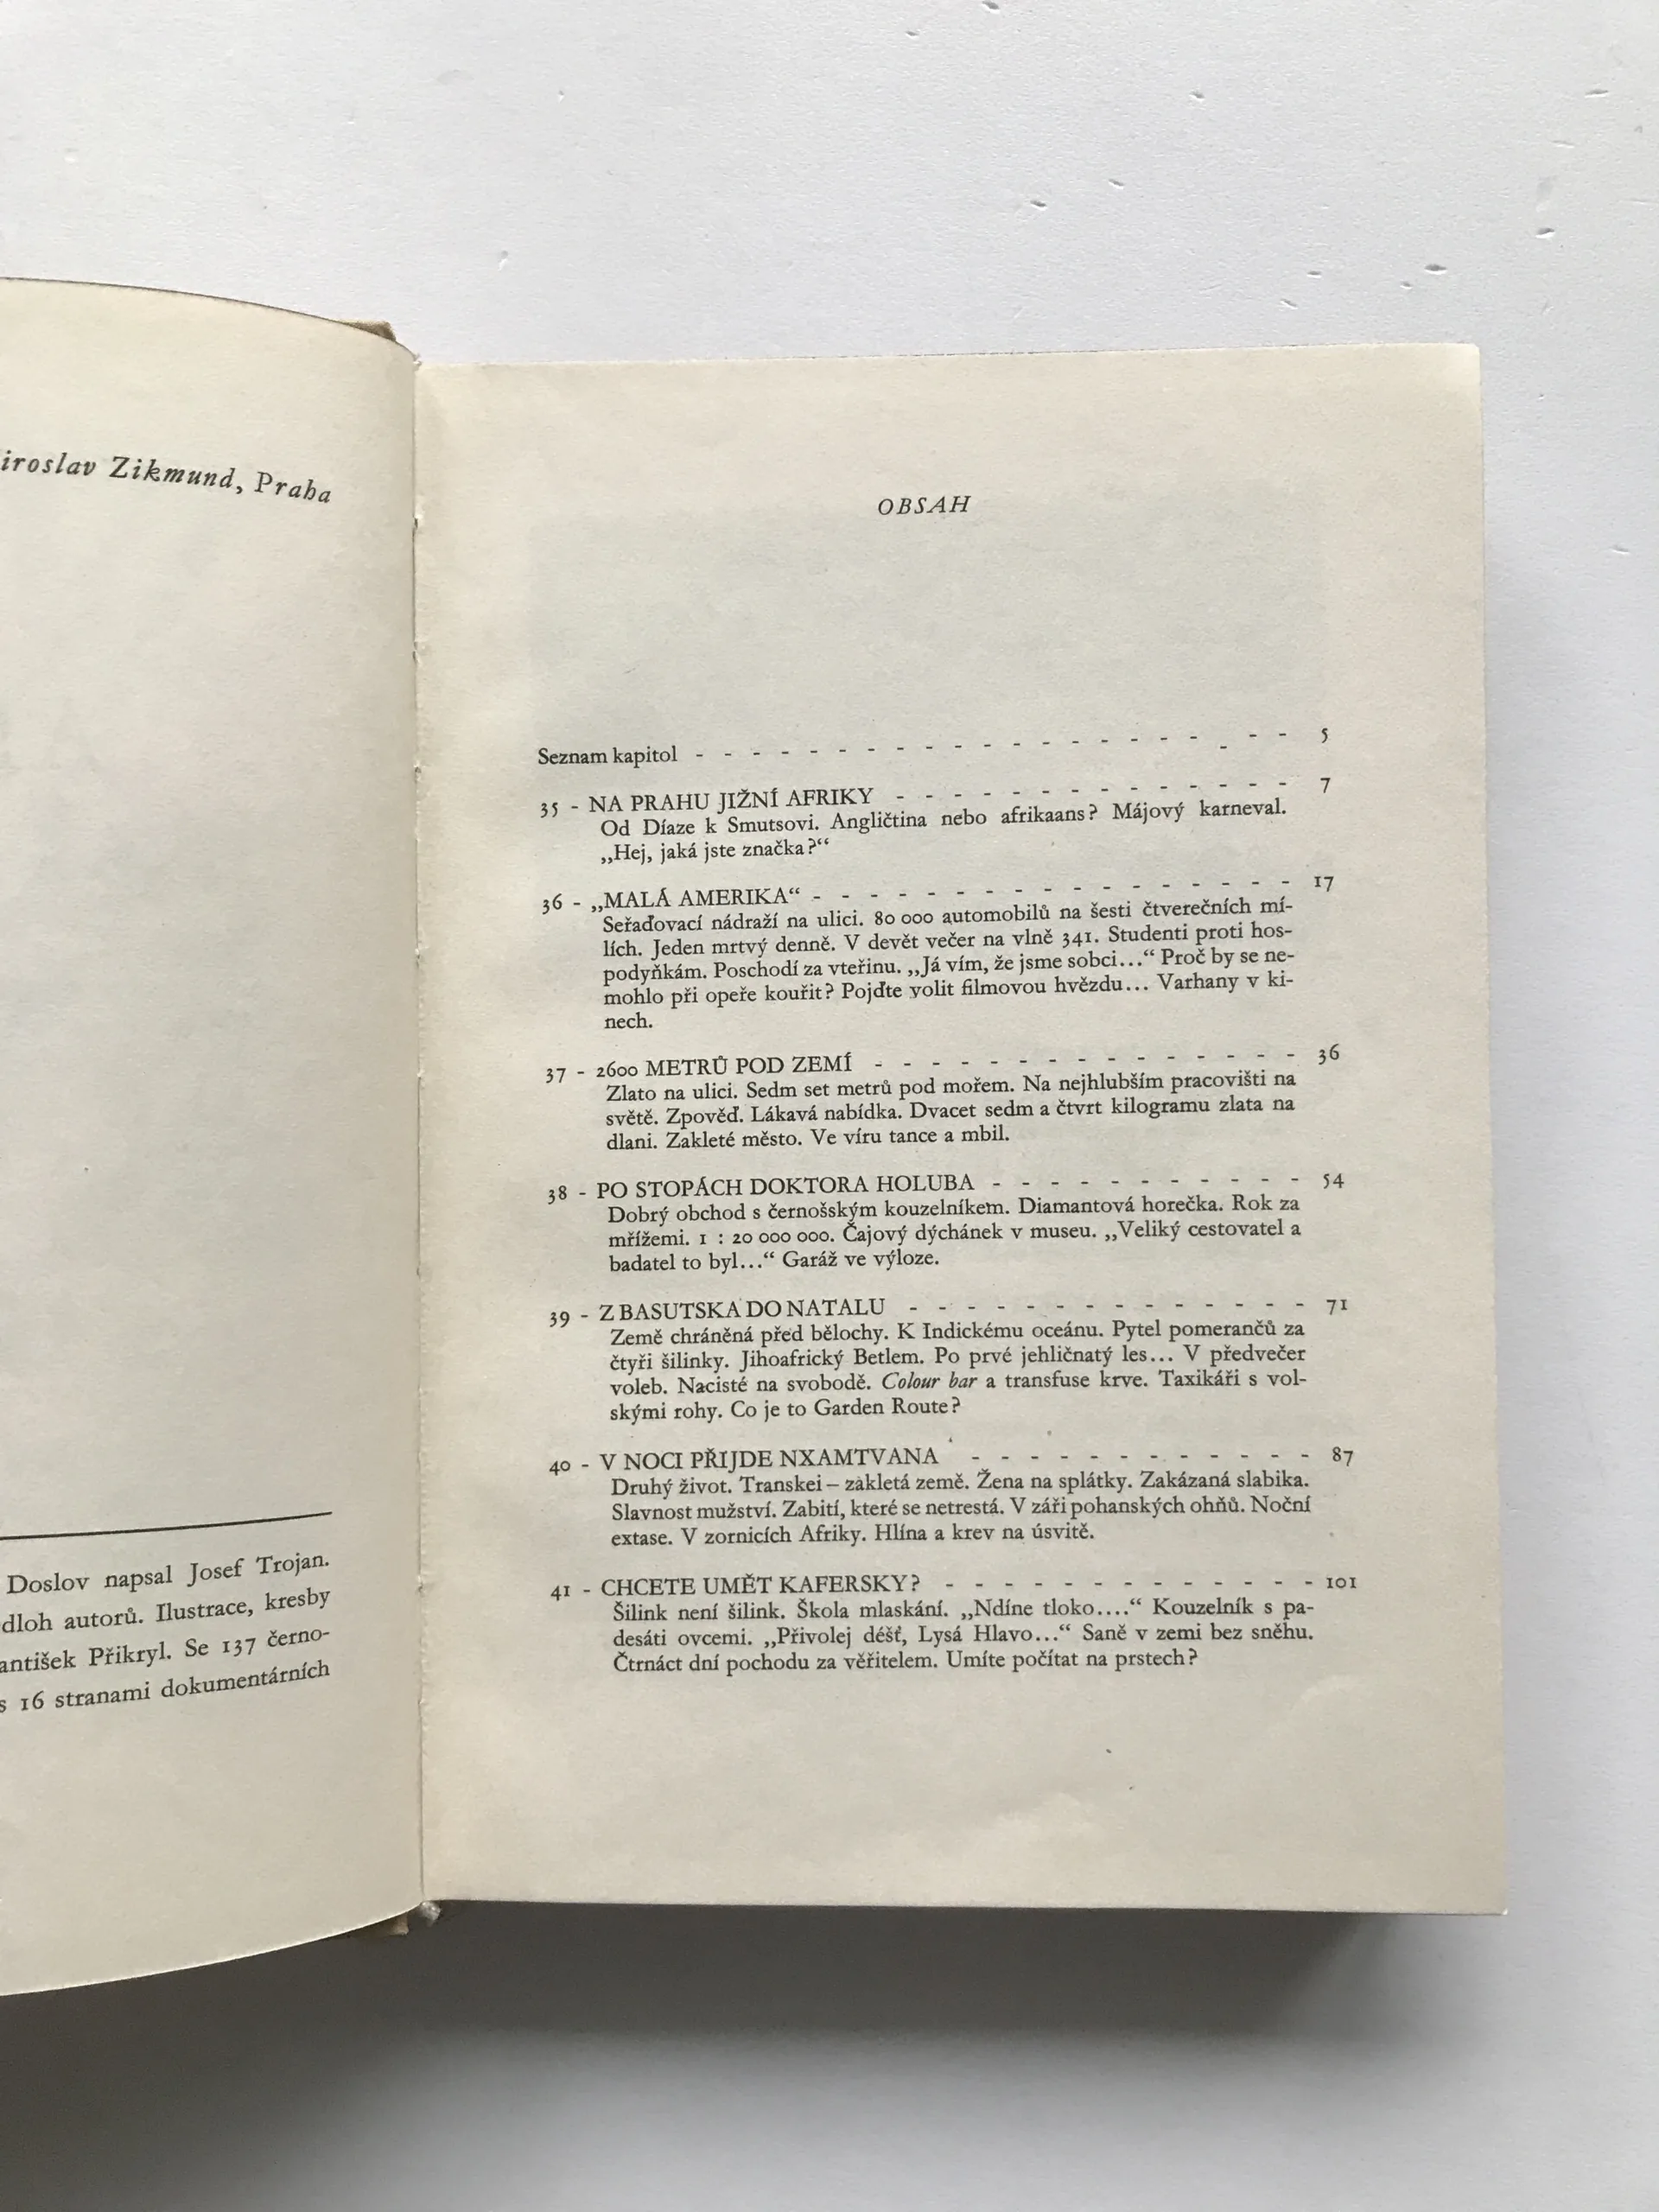 iroslav Zikmund, Praha
Doslov napsal Josef Trojan.
dloh autorů. Ilustrace, kresby
antišek Přikryl. Se 137 černo-
s 16 stranami dokumentárních
OBSAH
Seznam kapitol - - - - - - - - - - - - - - - - - - - - - 5
35 - NA PRAHU JIŽNÍ AFRIKY - - - - - - - - - - - - - - 7
Od Díaze k Smutsovi. Angličtina nebo afrikaans? Májový karneval.
„Hej, jaká jste značka?“
36 - „MALÁ AMERIKA“ - - - - - - - - - - - - - - - - - 17
Seřaďovací nádraží na ulici. 80 000 automobilů na šesti čtverečních mí-
lích. Jeden mrtvý denně. V devět večer na vlně 341. Studenti proti hos-
podyňkám. Poschodí za vteřinu. „Já vím, že jsme sobci...“ Proč by se ne-
mohlo při opeře kouřit? Pojďte volit filmovou hvězdu... Varhany v ki-
nech.
37 - 2600 METRŮ POD ZEMÍ - - - - - - - - - - - - - - - 36
Zlato na ulici. Sedm set metrů pod mořem. Na nejhlubším pracovišti na
světě. Zpověď. Lákavá nabídka. Dvacet sedm a čtvrt kilogramu zlata na
dlani. Zakleté město. Ve víru tance a mbil.
38 - PO STOPÁCH DOKTORA HOLUBA - - - - - - - - - - - 54
Dobrý obchod s černošským kouzelníkem. Diamantová horečka. Rok za
mřížemi. 1 : 20 000 000. Čajový dýchánek v museu. „Veliký cestovatel a
badatel to byl...“ Garáž ve výloze.
39 - Z BASUTSKA DO NATALU - - - - - - - - - - - - - - 71
Země chráněná před bělochy. K Indickému oceánu. Pytel pomerančů za
čtyři šilinky. Jihoafrický Betlem. Po prvé jehličnatý les... V předvečer
voleb. Nacisté na svobodě. Colour bar a transfuse krve. Taxikáři s vol-
skými rohy. Co je to Garden Route?
40 - V NOCI PŘIJDE NXAMTVANA - - - - - - - - - - - - 87
Druhý život. Transkei – zakletá země. Žena na splátky. Zakázaná slabika.
Slavnost mužství. Zabití, které se netrestá. V záři pohanských ohňů. Noční
extase. V zornicích Afriky. Hlína a krev na úsvitě.
41 - CHCETE UMĚT KAFERSKY? - - - - - - - - - - - - - 101
Šilink není šilink. Škola mlaskání. „Ndíne tloko....“ Kouzelník s pa-
desáti ovcemi. „Přivolej déšť, Lysá Hlavo...“ Saně v zemi bez sněhu.
Čtrnáct dní pochodu za věřitelem. Umíte počítat na prstech?